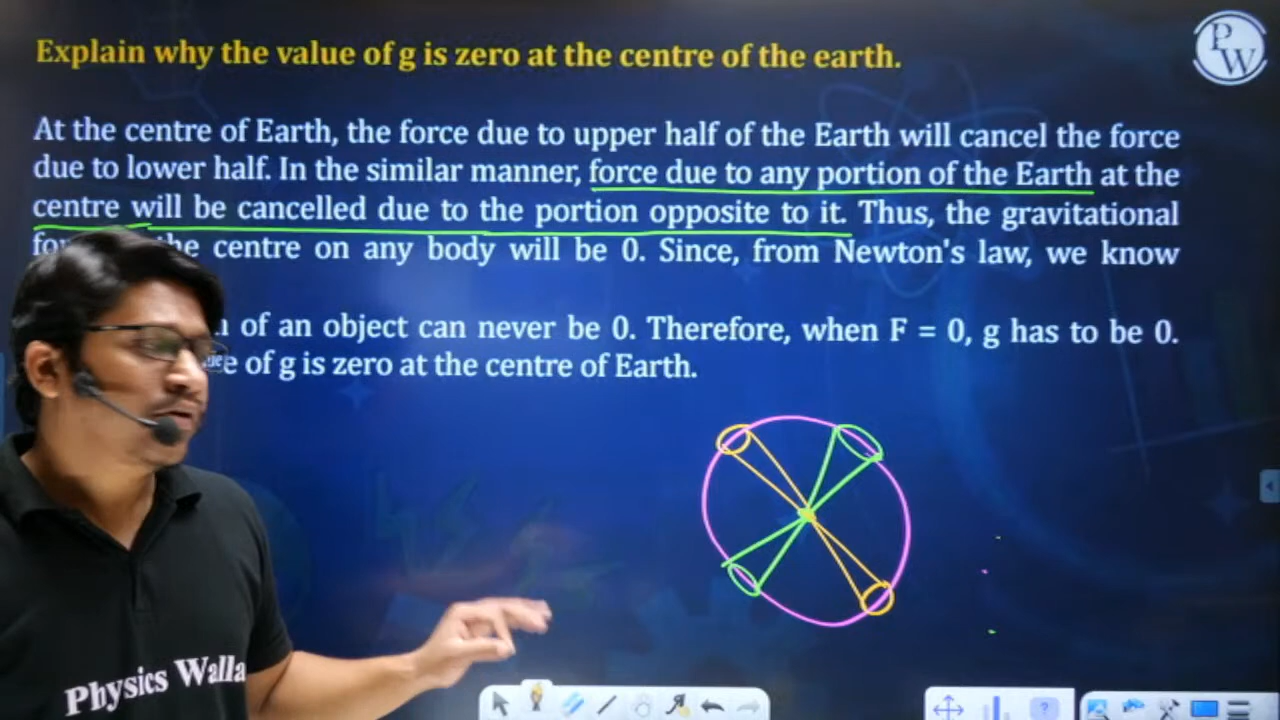 Explain why the value of g is zero at the centre of the earth.
PW
At the centre of Earth, the force due to upper half of the Earth will cancel the force
due to lower half. In the similar manner, force due to any portion of the Earth at the
centre will be cancelled due to the portion opposite to it. Thus, the gravitational
the centre on any body will be 0. Since, from Newton's law, we know
of an object can never be 0. Therefore, when F = 0, g has to be 0.
of g is zero at the centre of Earth.
Physics Walla